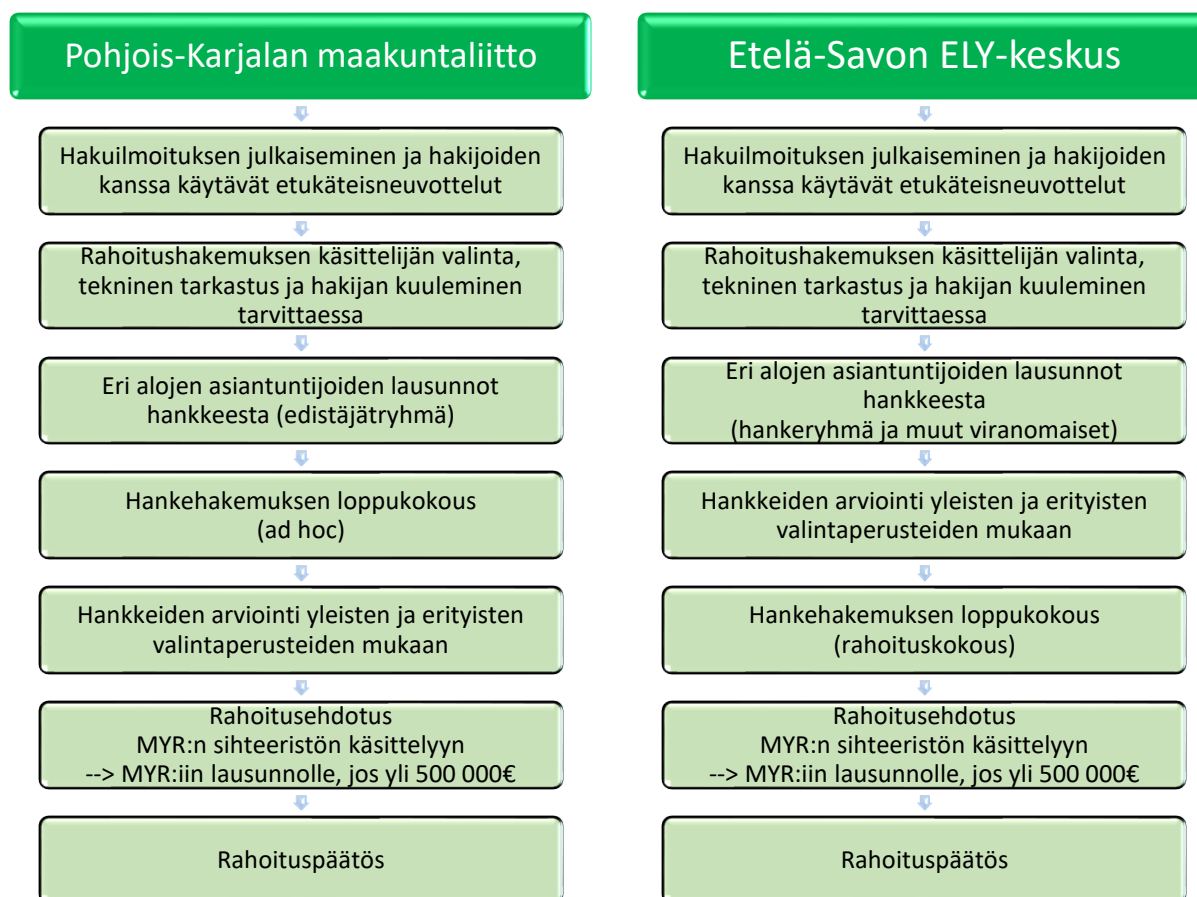 Pohjois-Karjalan maakuntaliitto
Hakuilmoituksen julkaiseminen ja hakijoiden
kanssa käytävät etukäteisneuvottelut
Rahoitushakemuksen käsittelijän valinta,
tekninen tarkastus ja hakijan kuuleminen
tarvittaessa
Eri alojen asiantuntijoiden lausunnot
hankkeesta (edistäjätryhmä)
Hankehakemuksen loppukokous
(ad hoc)
Hankkeiden arviointi yleisten ja erityisten
valintaperusteiden mukaan
Rahoitusehdotus
MYR:n sihteeristön käsittelyyn
--> MYR:iin lausunnolle, jos yli 500 000€
Rahoituspäätös
Etelä-Savon ELY-keskus
Hakuilmoituksen julkaiseminen ja hakijoiden
kanssa käytävät etukäteisneuvottelut
Rahoitushakemuksen käsittelijän valinta,
tekninen tarkastus ja hakijan kuuleminen
tarvittaessa
Eri alojen asiantuntijoiden lausunnot
hankkeesta
(hankeryhmä ja muut viranomaiset)
Hankkeiden arviointi yleisten ja erityisten
valintaperusteiden mukaan
Hankehakemuksen loppukokous
(rahoituskokous)
Rahoitusehdotus
MYR:n sihteeristön käsittelyyn
--> MYR:iin lausunnolle, jos yli 500 000€
Rahoituspäätös